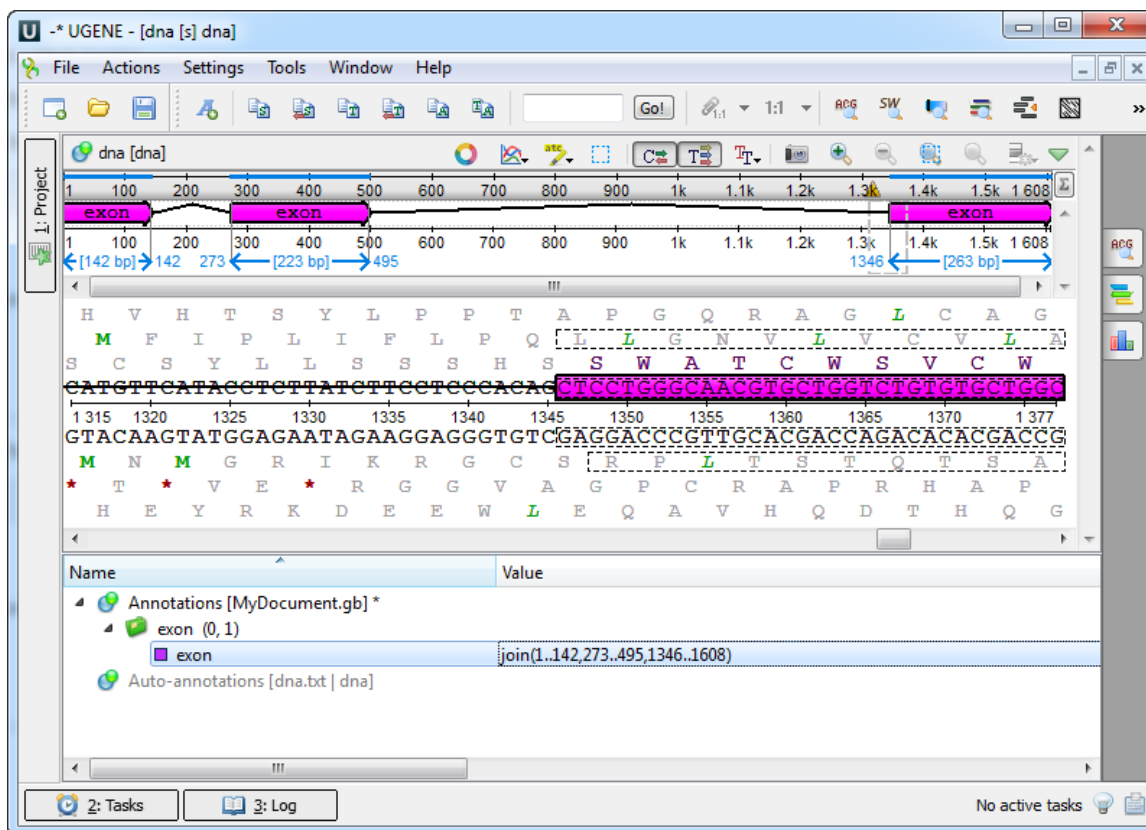 U -* UGENE - [dna [s] dna]
File Actions Settings Tools Window Help
Go! 1:1 ACG SW »
1: Project
dna [dna] C T TT
1 100 200 300 400 500 600 700 800 900 1k 1.1k 1.2k 1.3k 1.4k 1.5k 1 608 Σ
exon exon exon
1 100 200 300 400 500 600 700 800 900 1k 1.1k 1.2k 1.3k 1.4k 1.5k 1 608
[142 bp] 142 273 [223 bp] 495 1346 [263 bp]
ACG
H V H T S Y L P P T A P G Q R A G L C A G
M F I P L I F L P Q L L G N V L V C V L A
S C S Y L L S S S H S S W A T C W S V C W
CATGTTCATACCTCTTATCTTCCTCCCACAGCTCCTGGGCAACGTGCTGGTCTGTGTGCTGGC
1 315 1320 1325 1330 1335 1340 1345 1350 1355 1360 1365 1370 1377
GTACAAGTATGGAGAATAGAAGGAGGGTGTCGAGGACCCGTTGCACGACCAGACACACGACCG
M N M G R I K R G C S R P L T S T Q T S A
* T * V E * R G G V A G P C R A P R H A P
H E Y R K D E E W L E Q A V H Q D T H Q G
Name Value
Annotations [MyDocument.gb] *
exon (0, 1)
exon join(1..142,273..495,1346..1608)
Auto-annotations [dna.txt | dna]
2: Tasks 3: Log No active tasks